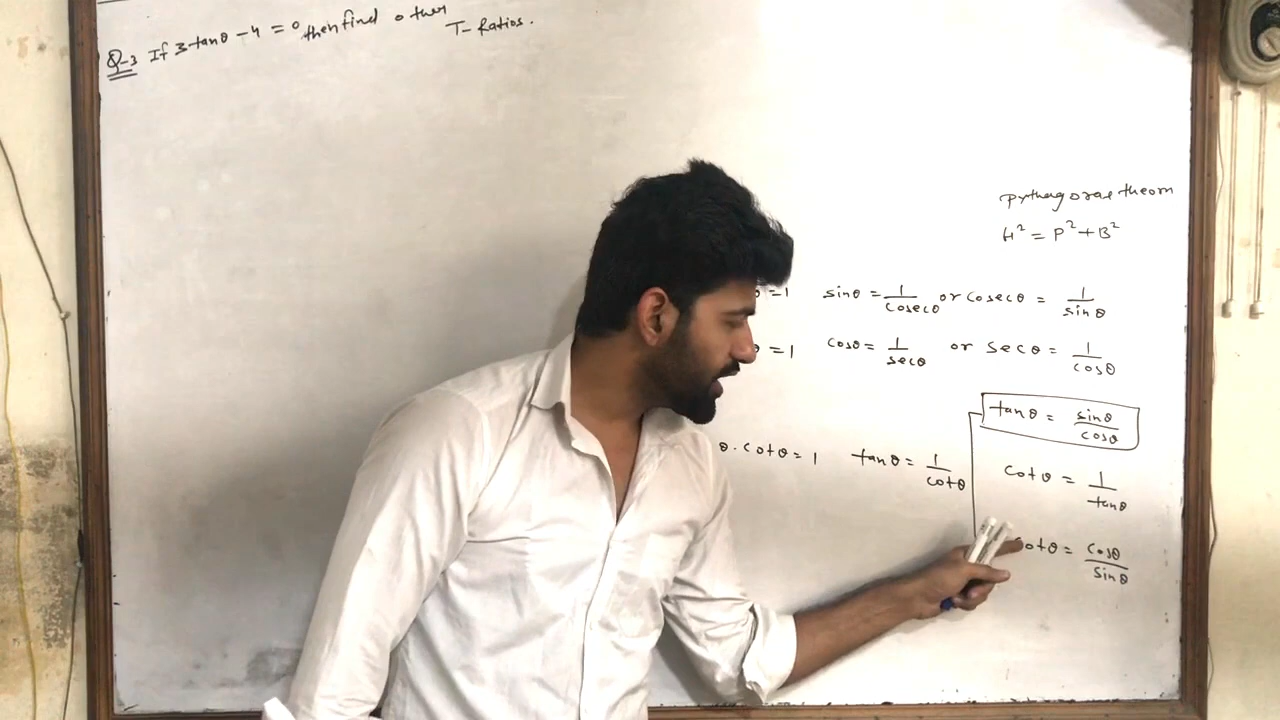 Q-3 If 3 tanθ - 4 = 0 then find other T-Ratios.
pythagorae theorm
H² = P² + B²
θ = 1 sinθ = 1/cosecθ or cosecθ = 1/sinθ
θ = 1 cosθ = 1/secθ or secθ = 1/cosθ
tanθ = sinθ/cosθ
θ . cotθ = 1 tanθ = 1/cotθ cotθ = 1/tanθ
cotθ = cosθ/sinθ